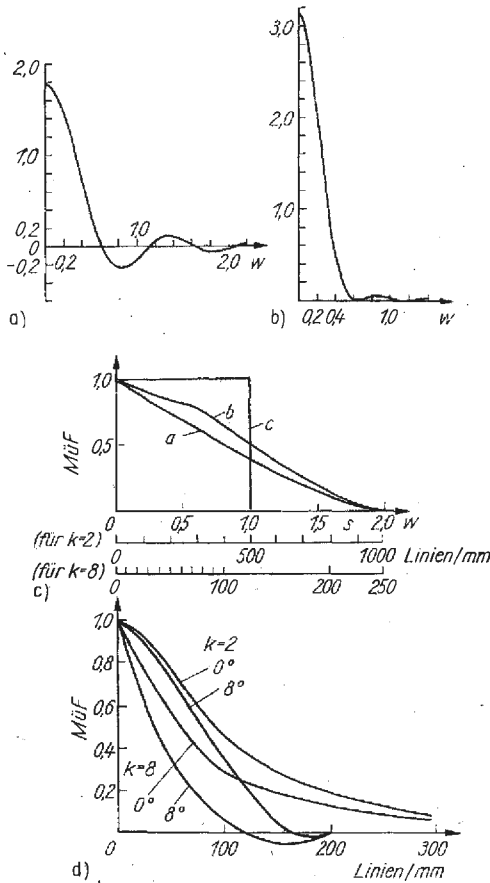 2,0
1,0
0,2
0
-0,2
-0,2
1,0
2,0 w
a)
3,0
2,0
1,0
0,2 0,4
1,0
w
b)
MüF
1,0
0,5
a
b
c
0
0,5
1,0
1,5
s
2,0 w
(für k=2)
0
500
1000 Linien/mm
(für k=8)
0
100
200
250
c)
MüF
1,0
0,8
0,6
0,4
0,2
k=2
0°
8°
k=8
0°
8°
0
100
200
300
Linien/mm
d)